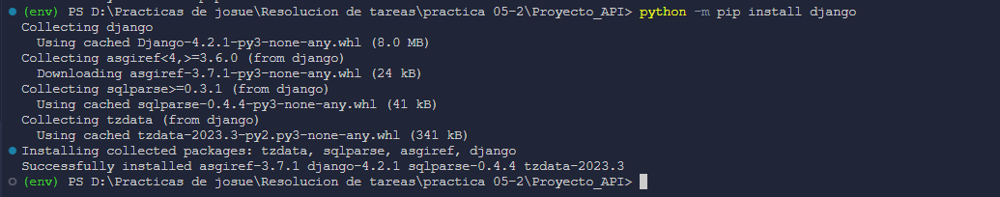 (env) PS D:\Practicas de josue\Resolucion de tareas\practica 05-2\Proyecto_API> python -m pip install django
Collecting django
  Using cached Django-4.2.1-py3-none-any.whl (8.0 MB)
Collecting asgiref<4,>=3.6.0 (from django)
  Downloading asgiref-3.7.1-py3-none-any.whl (24 kB)
Collecting sqlparse>=0.3.1 (from django)
  Using cached sqlparse-0.4.4-py3-none-any.whl (41 kB)
Collecting tzdata (from django)
  Using cached tzdata-2023.3-py2.py3-none-any.whl (341 kB)
Installing collected packages: tzdata, sqlparse, asgiref, django
Successfully installed asgiref-3.7.1 django-4.2.1 sqlparse-0.4.4 tzdata-2023.3
(env) PS D:\Practicas de josue\Resolucion de tareas\practica 05-2\Proyecto_API>